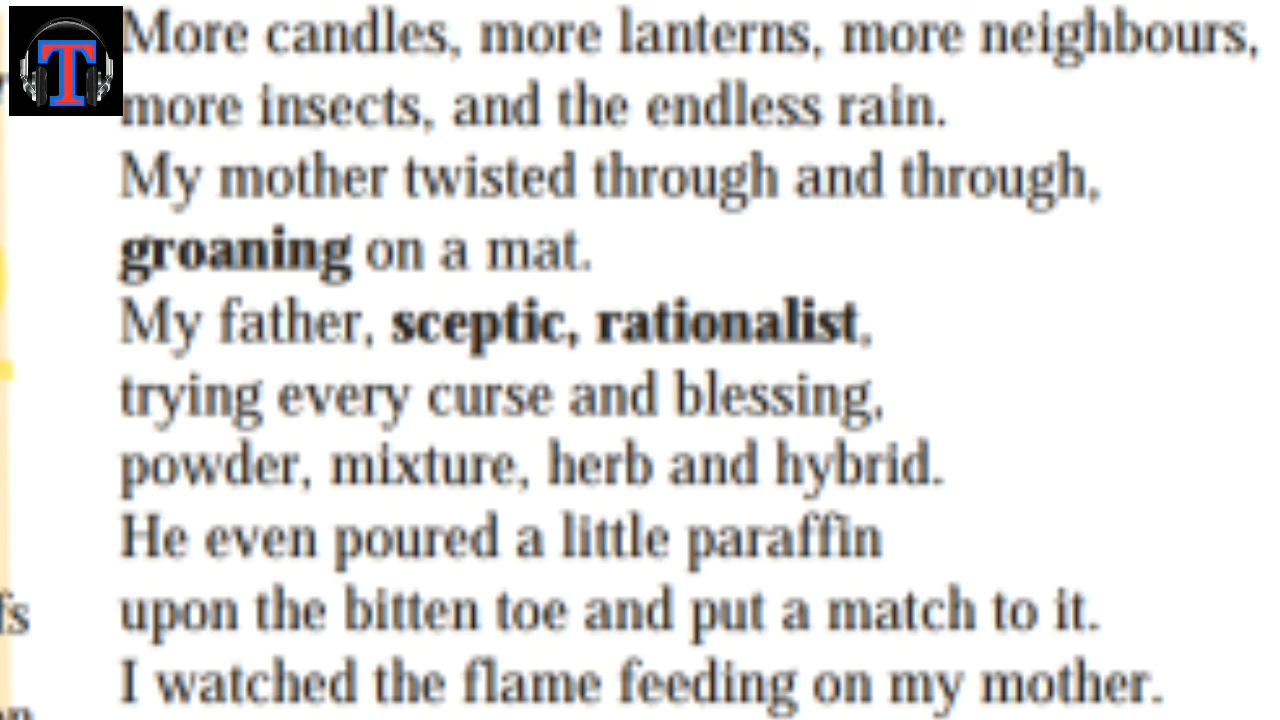 T
More candles, more lanterns, more neighbours,
more insects, and the endless rain.
My mother twisted through and through,
groaning on a mat.
My father, sceptic, rationalist,
trying every curse and blessing,
powder, mixture, herb and hybrid.
He even poured a little paraffin
upon the bitten toe and put a match to it.
I watched the flame feeding on my mother.